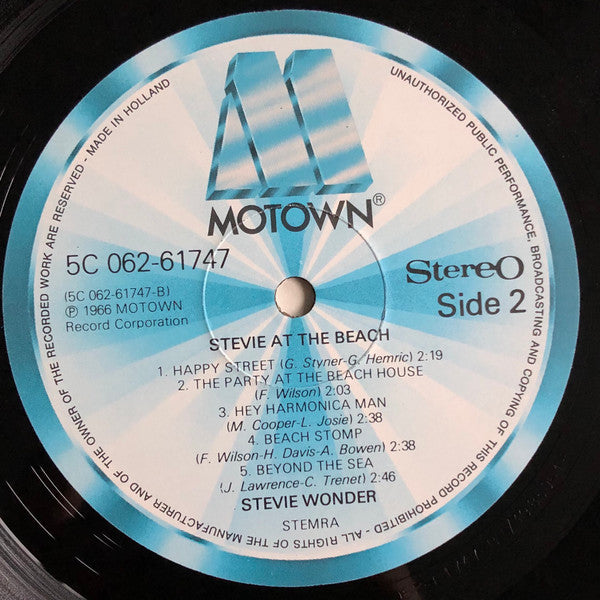 MOTOWN®
5C 062-61747
(5C 062-61747-B)
℗ 1966 MOTOWN
Record Corporation
Stereo
Side 2
STEVIE AT THE BEACH
1. HAPPY STREET (G. Styner-G. Hemric) 2:19
2. THE PARTY AT THE BEACH HOUSE
(F. Wilson) 2:03
3. HEY HARMONICA MAN
(M. Cooper-L. Josie) 2:38
4. BEACH STOMP
(F. Wilson-H. Davis-A. Bowen) 2:38
5. BEYOND THE SEA
(J. Lawrence-C. Trenet) 2:46
STEVIE WONDER
STEMRA
UNAUTHORIZED PUBLIC PERFORMANCE, BROADCASTING AND COPYING OF THIS RECORD PROHIBITED - ALL RIGHTS OF THE MANUFACTURER AND OF THE OWNER OF THE RECORDED WORK ARE RESERVED - MADE IN HOLLAND